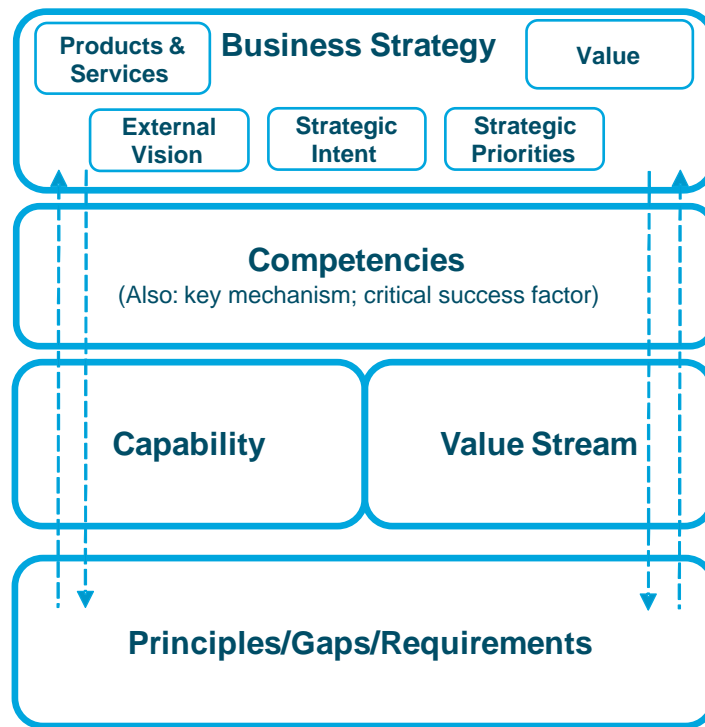 Products &
Services
Business Strategy
Value
External
Vision
Strategic
Intent
Strategic
Priorities
Competencies
(Also: key mechanism; critical success factor)
Capability
Value Stream
Principles/Gaps/Requirements